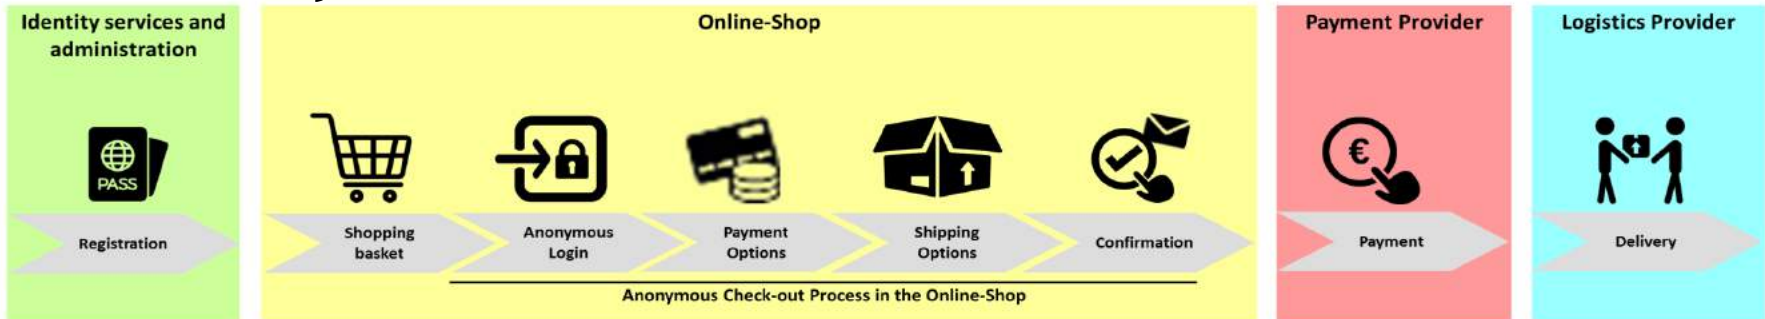 Identity services and
administration
PASS
Registration
Online-Shop
Shopping
basket
Anonymous
Login
Payment
Options
Shipping
Options
Confirmation
Anonymous Check-out Process in the Online-Shop
Payment Provider
€
Payment
Logistics Provider
Delivery